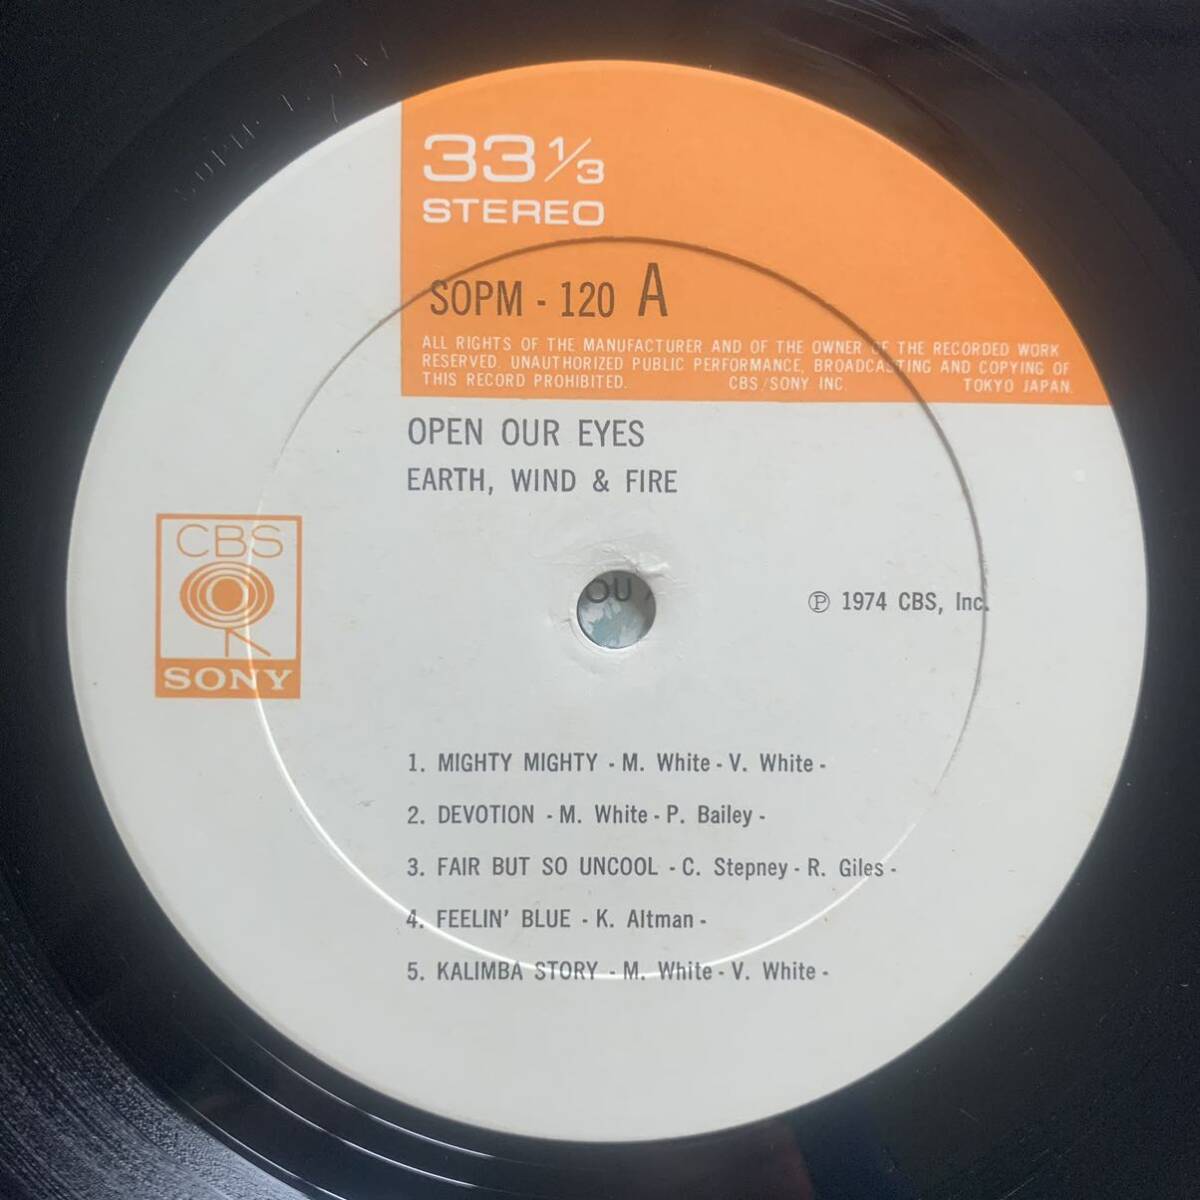 33 1/3
STEREO
SOPM - 120 A
ALL RIGHTS OF THE MANUFACTURER AND OF THE OWNER OF THE RECORDED WORK
RESERVED. UNAUTHORIZED PUBLIC PERFORMANCE, BROADCASTING AND COPYING OF
THIS RECORD PROHIBITED. CBS/SONY INC. TOKYO JAPAN.
OPEN OUR EYES
EARTH, WIND & FIRE
CBS
SONY
OU
℗ 1974 CBS, Inc.
1. MIGHTY MIGHTY - M. White - V. White -
2. DEVOTION - M. White - P. Bailey -
3. FAIR BUT SO UNCOOL - C. Stepney - R. Giles -
4. FEELIN' BLUE - K. Altman -
5. KALIMBA STORY - M. White - V. White -